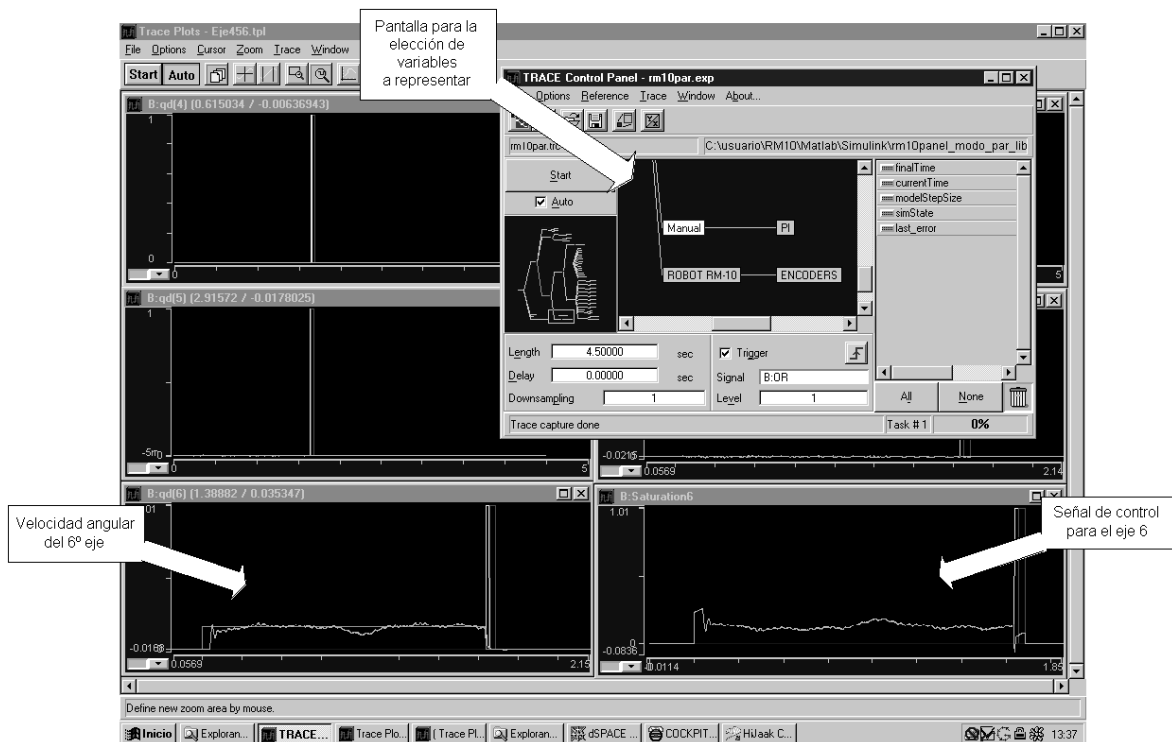 Pantalla para la
elección de
variables
a representar
Trace Plots - Eje456.tpl
File Options Cursor Zoom Trace Window
Start Auto
B:qd(4) (0.615034 / -0.00636943)
1
0
0
5
B:qd(5) (2.91572 / -0.0178025)
1
-5m
0
0
5
TRACE Control Panel - rm10par.exp
Options Reference Trace Window About...
C:\usuario\RM10\Matlab\Simulink\rm10panel_modo_par_lib
Start
Auto
Manual
PI
ROBOT RM-10
ENCODERS
finalTime
currentTime
modelStepSize
simState
last_error
Length 4.50000 sec
Delay 0.00000 sec
Downsampling 1
Trigger
Signal B:OR
Level 1
All None
Trace capture done
Task # 1 0%
-0.0215
0.0569
2.14
B:qd(6) (1.38882 / 0.035347)
-0.0168
0.0569
2.15
B:Saturation6
1.01
0
-0.0836
-0.0114
1.85
Velocidad angular
del 6º eje
Señal de control
para el eje 6
Define new zoom area by mouse.
Inicio Exploran... TRACE... Trace Plo... ( Trace Pl... Exploran... dSPACE ... COCKPIT... HiJaak C... 13:37